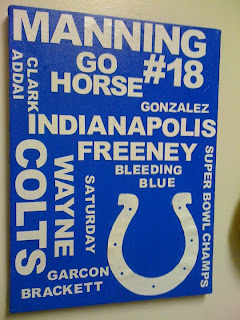 MANNING
GO
HORSE
#18
CLARK
ADDAI
GONZALEZ
INDIANAPOLIS
FREENEY
BLEEDING
BLUE
COLTS
WAYNE
SATURDAY
SUPER BOWL CHAMPS
GARCON
BRACKETT